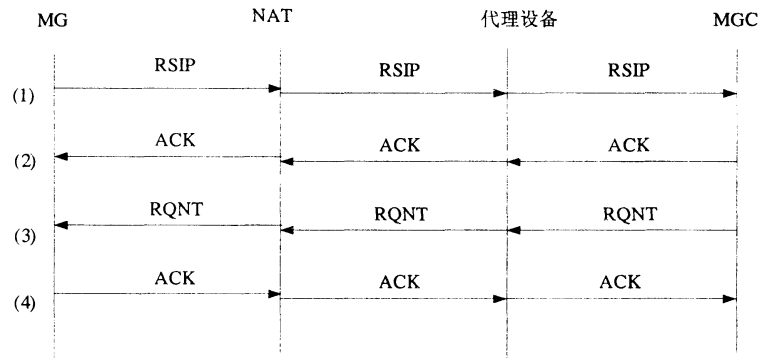 MG NAT 代理设备 MGC
RSIP RSIP RSIP
(1)
ACK ACK ACK
(2)
RQNT RQNT RQNT
(3)
ACK ACK ACK
(4)